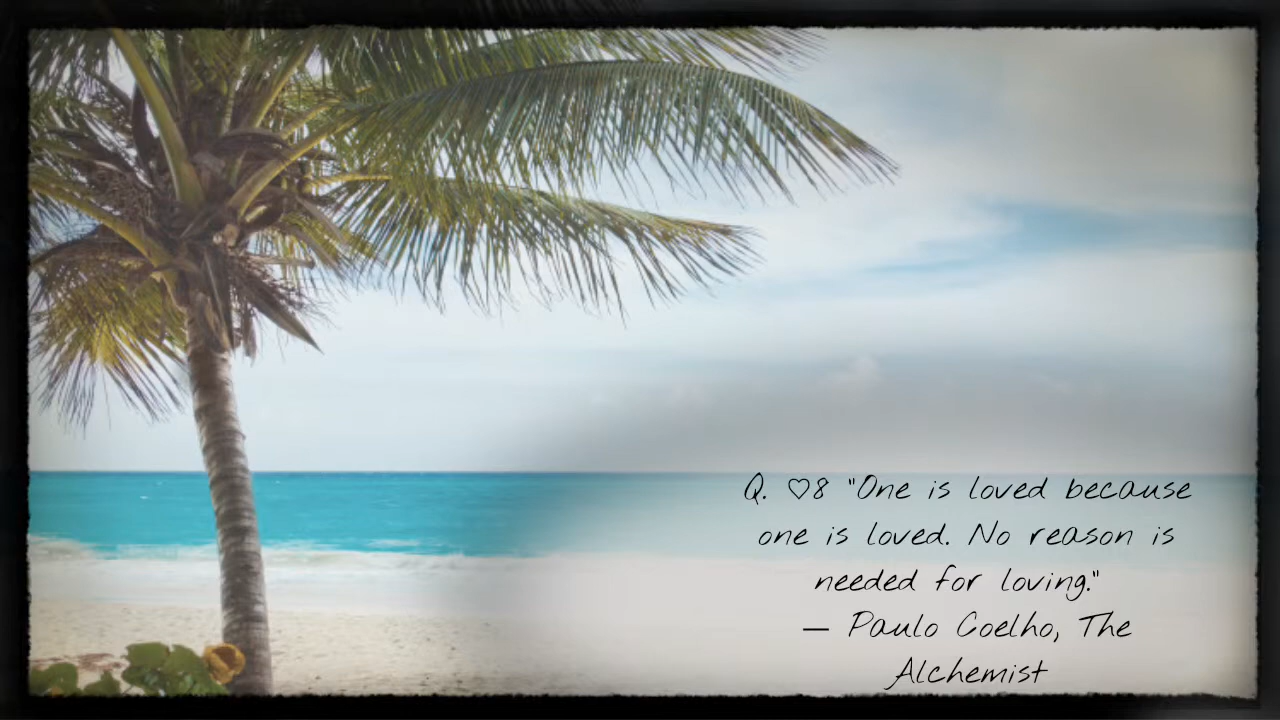 Q. ♡8 "One is loved because
one is loved. No reason is
needed for loving."
— Paulo Coelho, The
Alchemist